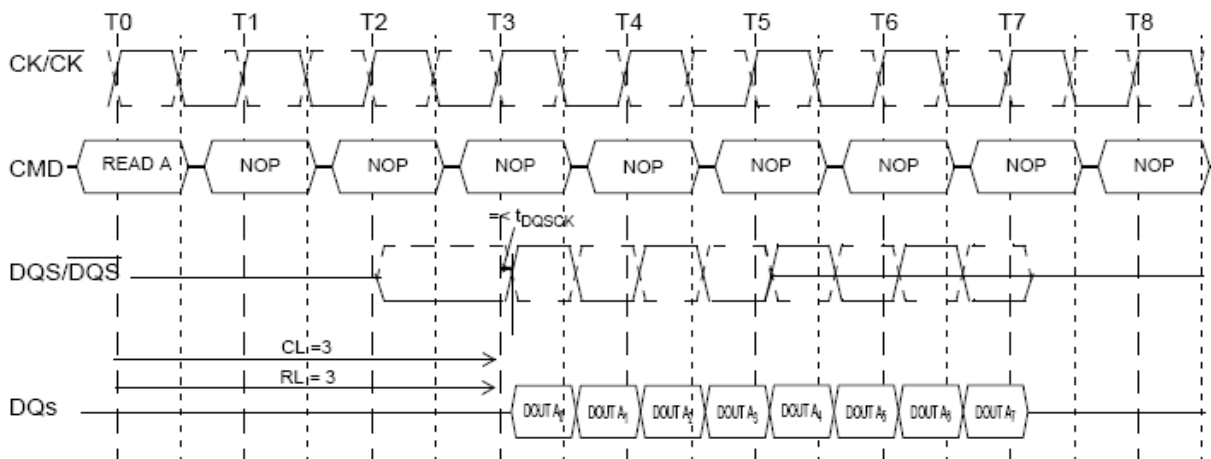 T0 T1 T2 T3 T4 T5 T6 T7 T8
CK/CK
CMD READ A NOP NOP NOP NOP NOP NOP NOP NOP
=< tDQSCK
DQS/DQS
CL = 3
RL = 3
DQs DOUT A0 DOUT A1 DOUT A2 DOUT A3 DOUT A4 DOUT A5 DOUT A6 DOUT A7